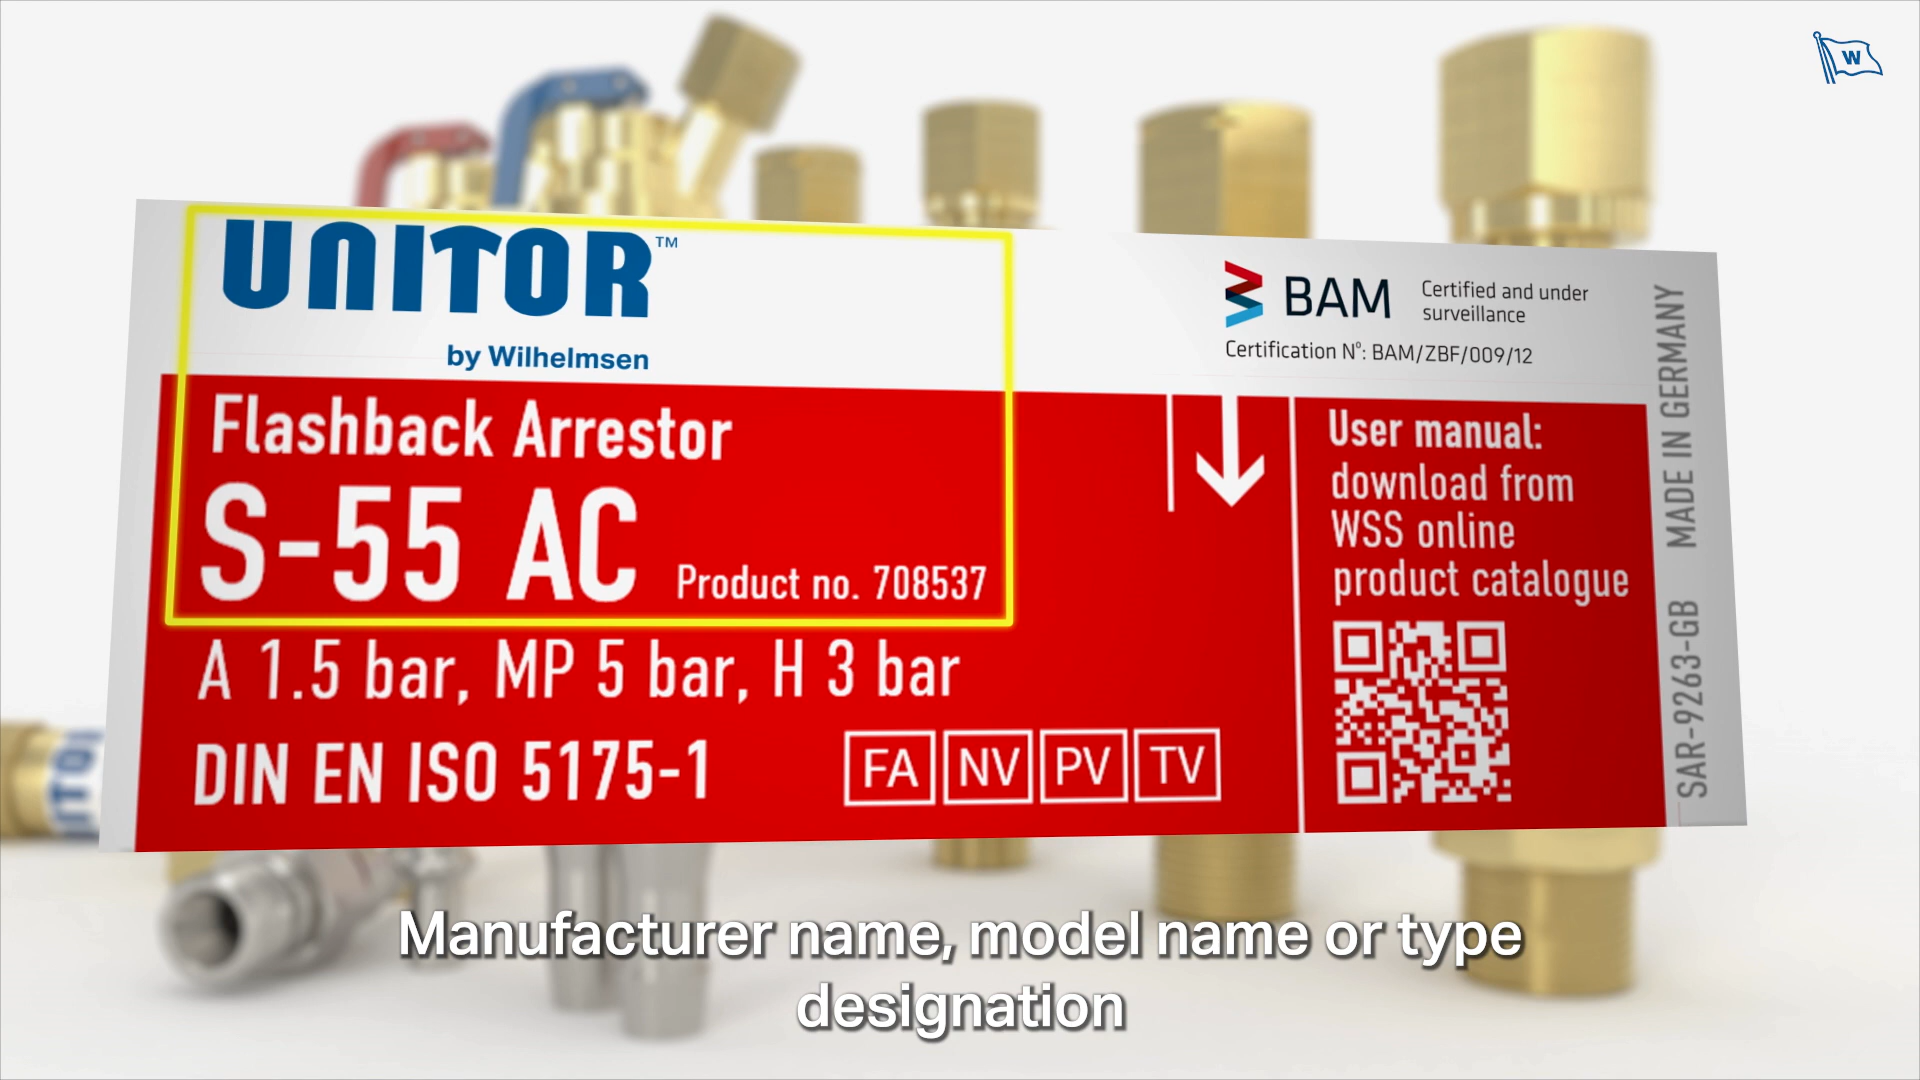 W
UNITOR™
by Wilhelmsen
Flashback Arrestor
S-55 AC Product no. 708537
A 1.5 bar, MP 5 bar, H 3 bar
DIN EN ISO 5175-1
FA NV PV TV
BAM Certified and under
surveillance
Certification N°: BAM/ZBF/009/12
User manual:
download from
WSS online
product catalogue
SAR-9263-GB MADE IN GERMANY
Manufacturer name, model name or type
designation